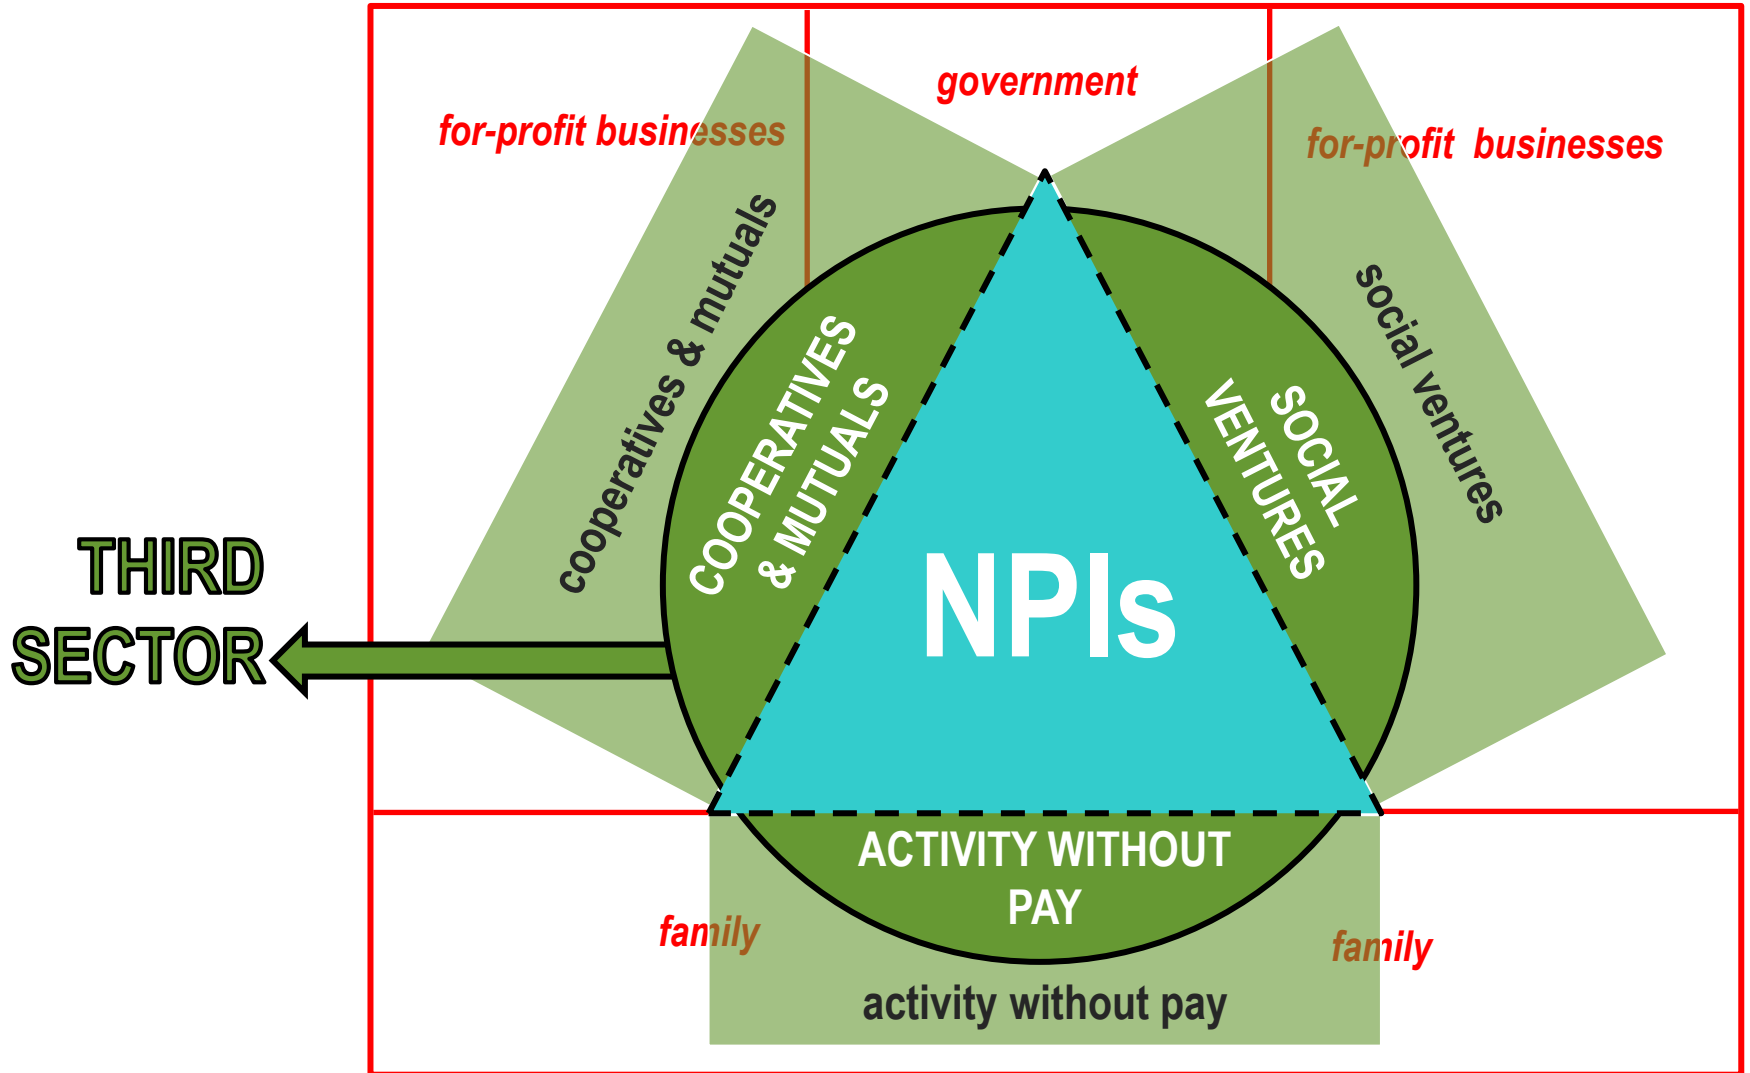 government
for-profit businesses
for-profit  businesses
cooperatives & mutuals
social ventures
COOPERATIVES
& MUTUALS
SOCIAL
VENTURES
NPIs
THIRD
SECTOR
ACTIVITY WITHOUT
PAY
family
family
activity without pay